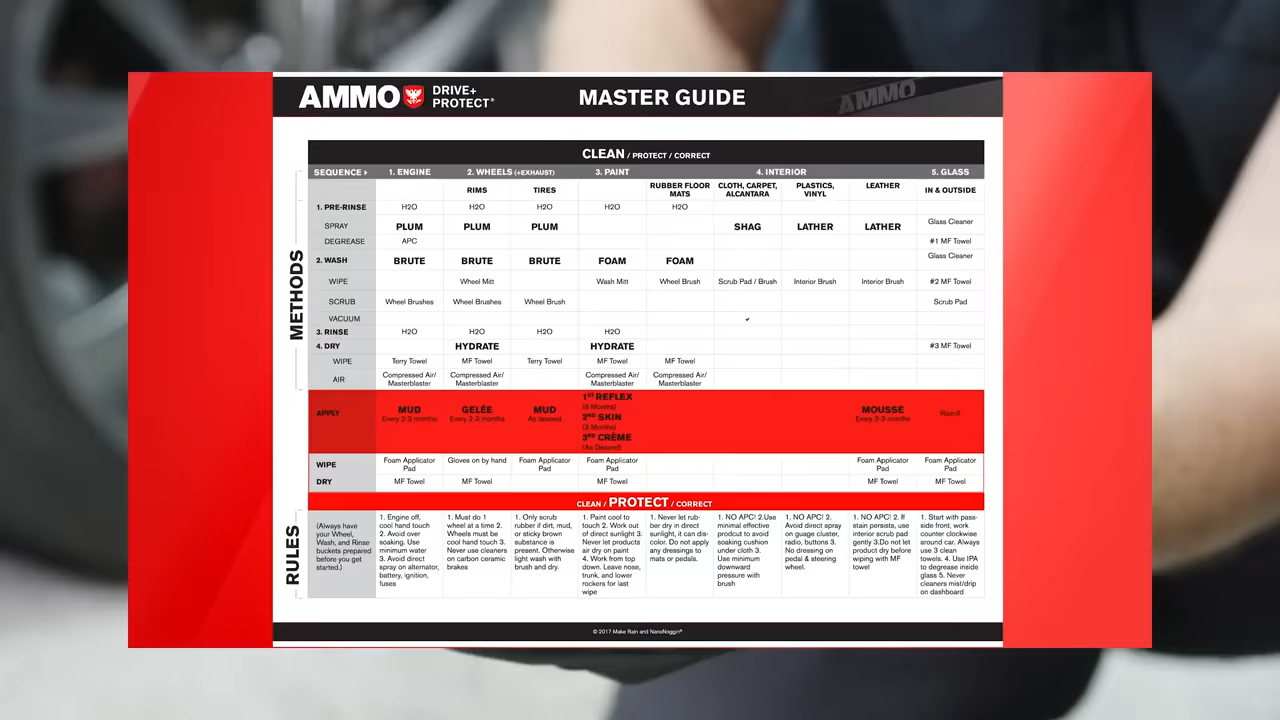 AMMO DRIVE+ PROTECT® MASTER GUIDE AMMO
CLEAN / PROTECT / CORRECT
SEQUENCE 1. ENGINE 2. WHEELS (+EXHAUST) 3. PAINT 4. INTERIOR 5. GLASS
RIMS TIRES RUBBER FLOOR MATS CLOTH, CARPET, ALCANTARA PLASTICS, VINYL LEATHER IN & OUTSIDE
METHODS
1. PRE-RINSE H2O H2O H2O H2O H2O
SPRAY PLUM PLUM PLUM SHAG LATHER LATHER Glass Cleaner
DEGREASE APC #1 MF Towel
2. WASH BRUTE BRUTE BRUTE FOAM FOAM Glass Cleaner
WIPE Wheel Mitt Wash Mitt Wheel Brush Scrub Pad / Brush Interior Brush Interior Brush #2 MF Towel
SCRUB Wheel Brushes Wheel Brushes Wheel Brush Scrub Pad
VACUUM ✓
3. RINSE H2O H2O H2O H2O
4. DRY HYDRATE HYDRATE #3 MF Towel
WIPE Terry Towel MF Towel Terry Towel MF Towel MF Towel
AIR Compressed Air/ Masterblaster Compressed Air/ Masterblaster Compressed Air/ Masterblaster Compressed Air/ Masterblaster
APPLY
MUD
Every 2-3 months
GELÉE
Every 2-3 months
MUD
As desired
1ST REFLEX
(6 Months)
2ND SKIN
(3 Months)
3RD CRÈME
(As Desired)
MOUSSE
Every 2-3 months
Rain-X
WIPE Foam Applicator Pad Gloves on by hand Foam Applicator Pad Foam Applicator Pad Foam Applicator Pad Foam Applicator Pad
DRY MF Towel MF Towel MF Towel MF Towel MF Towel
CLEAN / PROTECT / CORRECT
RULES
(Always have
your Wheel,
Wash, and Rinse
buckets prepared
before you get
started.)
1. Engine off,
cool hand touch
2. Avoid over
soaking. Use
minimum water
3. Avoid direct
spray on alternator,
battery, ignition,
fuses
1. Must do 1
wheel at a time 2.
Wheels must be
cool hand touch 3.
Never use cleaners
on carbon ceramic
brakes
1. Only scrub
rubber if dirt, mud,
or sticky brown
substance is
present. Otherwise
light wash with
brush and dry.
1. Paint cool to
touch 2. Work out
of direct sunlight 3.
Never let products
air dry on paint
4. Work from top
down. Leave nose,
trunk, and lower
rockers for last
wipe
1. Never let rub-
ber dry in direct
sunlight, it can dis-
color. Do not apply
any dressings to
mats or pedals.
1. NO APC! 2.Use
minimal effective
product to avoid
soaking cushion
under cloth 3.
Use minimum
downward
pressure with
brush
1. NO APC! 2.
Avoid direct spray
on guage cluster,
radio, buttons 3.
No dressing on
pedal & steering
wheel.
1. NO APC! 2. If
stain persists, use
interior scrub pad
gently 3.Do not let
product dry before
wiping with MF
towel
1. Start with pass-
side front, work
counter clockwise
around car. Always
use 3 clean
towels. 4. Use IPA
to degrease inside
glass 5. Never
cleaners mist/drip
on dashboard
© 2017 Make Rain and NanoNoggin®